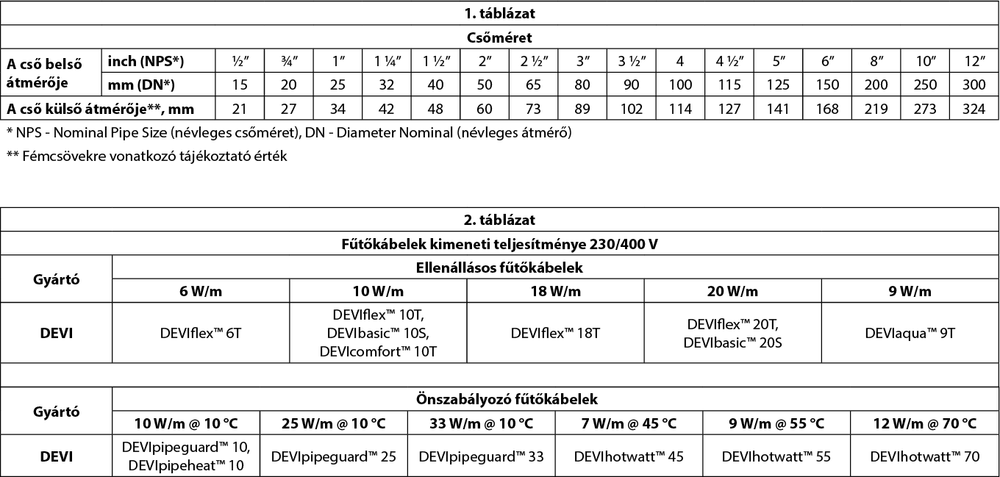 1. táblázat
Csőméret
A cső belső átmérője inch (NPS*) ½” ¾” 1” 1 ¼” 1 ½” 2” 2 ½” 3” 3 ½” 4 4 ½” 5” 6” 8” 10” 12”
mm (DN*) 15 20 25 32 40 50 65 80 90 100 115 125 150 200 250 300
A cső külső átmérője**, mm 21 27 34 42 48 60 73 89 102 114 127 141 168 219 273 324
* NPS - Nominal Pipe Size (névleges csőméret), DN - Diameter Nominal (névleges átmérő)
** Fémcsövekre vonatkozó tájékoztató érték
2. táblázat
Fűtőkábelek kimeneti teljesítménye 230/400 V
Gyártó
Ellenállásos fűtőkábelek
6 W/m 10 W/m 18 W/m 20 W/m 9 W/m
DEVI
DEVIflex™ 6T
DEVIflex™ 10T,
DEVIbasic™ 10S,
DEVIcomfort™ 10T
DEVIflex™ 18T
DEVIflex™ 20T,
DEVIbasic™ 20S
DEVIaqua™ 9T
Gyártó
Önszabályozó fűtőkábelek
10 W/m @ 10 °C 25 W/m @ 10 °C 33 W/m @ 10 °C 7 W/m @ 45 °C 9 W/m @ 55 °C 12 W/m @ 70 °C
DEVI
DEVIpipeguard™ 10,
DEVIpipeheat™ 10
DEVIpipeguard™ 25
DEVIpipeguard™ 33
DEVIhotwatt™ 45
DEVIhotwatt™ 55
DEVIhotwatt™ 70